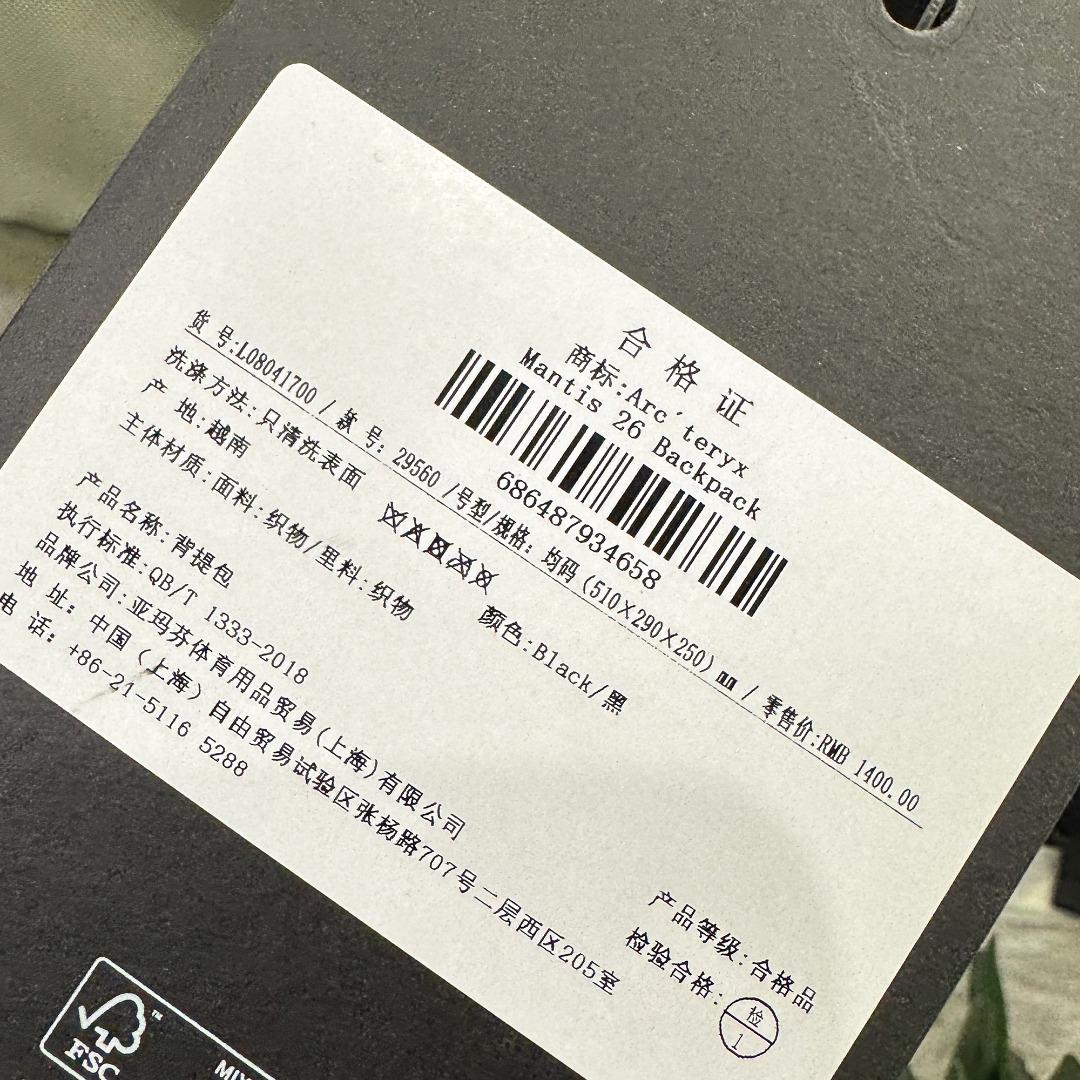 合格证
商标:Arc'teryx
Mantis 26 Backpack
686487934658
货 号:L08041700 / 款 号: 29560 /号型/规格: 均码 (510X290X250) mm / 零售价:RMB 1400.00
洗涤方法:只清洗表面
产 地:越南
颜色:Black/黑
主体材质:面料:织物/里料:织物
产品名称:背提包
执行标准:QB/T 1333-2018
品牌公司:亚玛芬体育用品贸易(上海)有限公司
地 址: 中国（上海）自由贸易试验区张杨路707号二层西区205室
电 话: +86-21-5116 5288
产品等级:合格品
检验合格:
检
1
FSC™